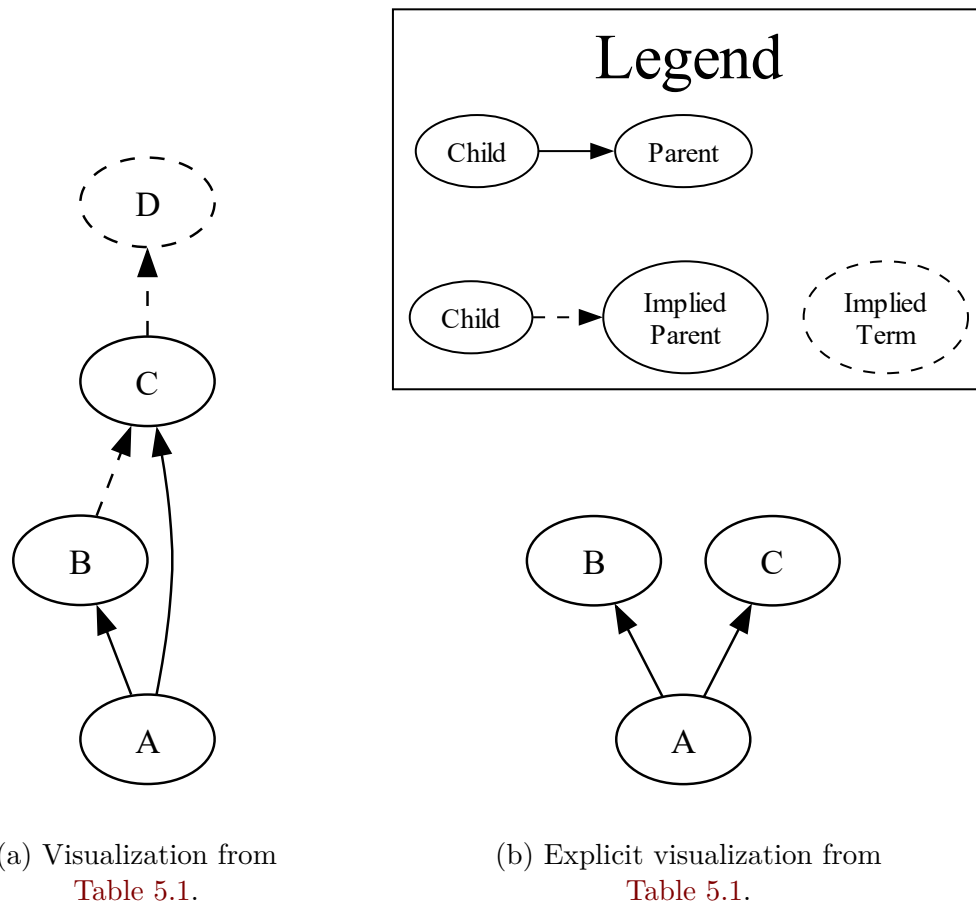 Legend
Child
Parent
Child
Implied
Parent
Implied
Term
D
C
B
A
B
C
A
a) Visualization from
Table 5.1.
(b) Explicit visualization from
Table 5.1.